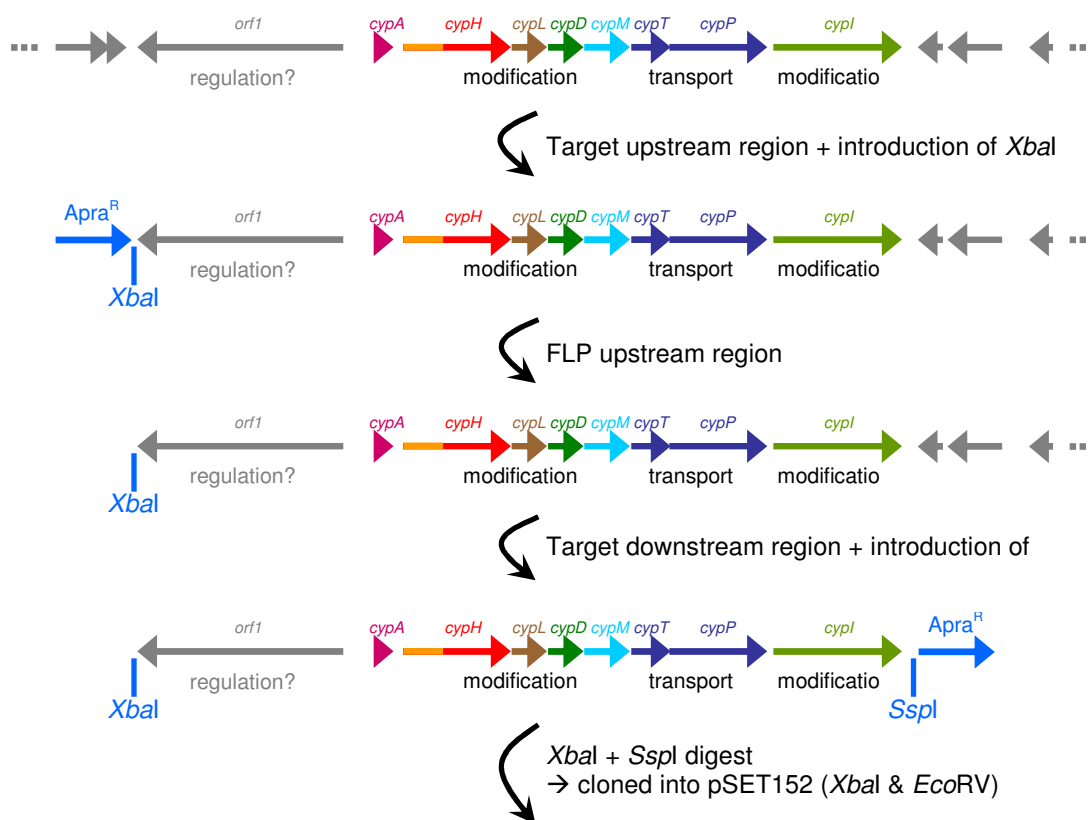 orf1 cypA cypH cypL cypD cypM cypT cypP cypI
regulation? modification transport modificatio
Target upstream region + introduction of XbaI
Apra^R orf1 cypA cypH cypL cypD cypM cypT cypP cypI
regulation? modification transport modificatio
XbaI
FLP upstream region
orf1 cypA cypH cypL cypD cypM cypT cypP cypI
regulation? modification transport modificatio
XbaI
Target downstream region + introduction of
orf1 cypA cypH cypL cypD cypM cypT cypP cypI Apra^R
regulation? modification transport modificatio
XbaI SspI
XbaI + SspI digest
→ cloned into pSET152 (XbaI & EcoRV)